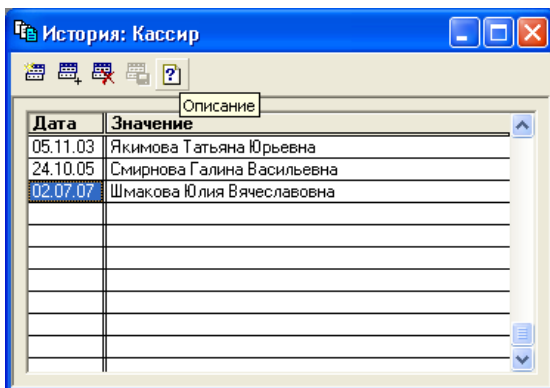 История: Кассир
Описание
Дата Значение
05.11.03 Якимова Татьяна Юрьевна
24.10.05 Смирнова Галина Васильевна
02.07.07 Шмакова Юлия Вячеславовна